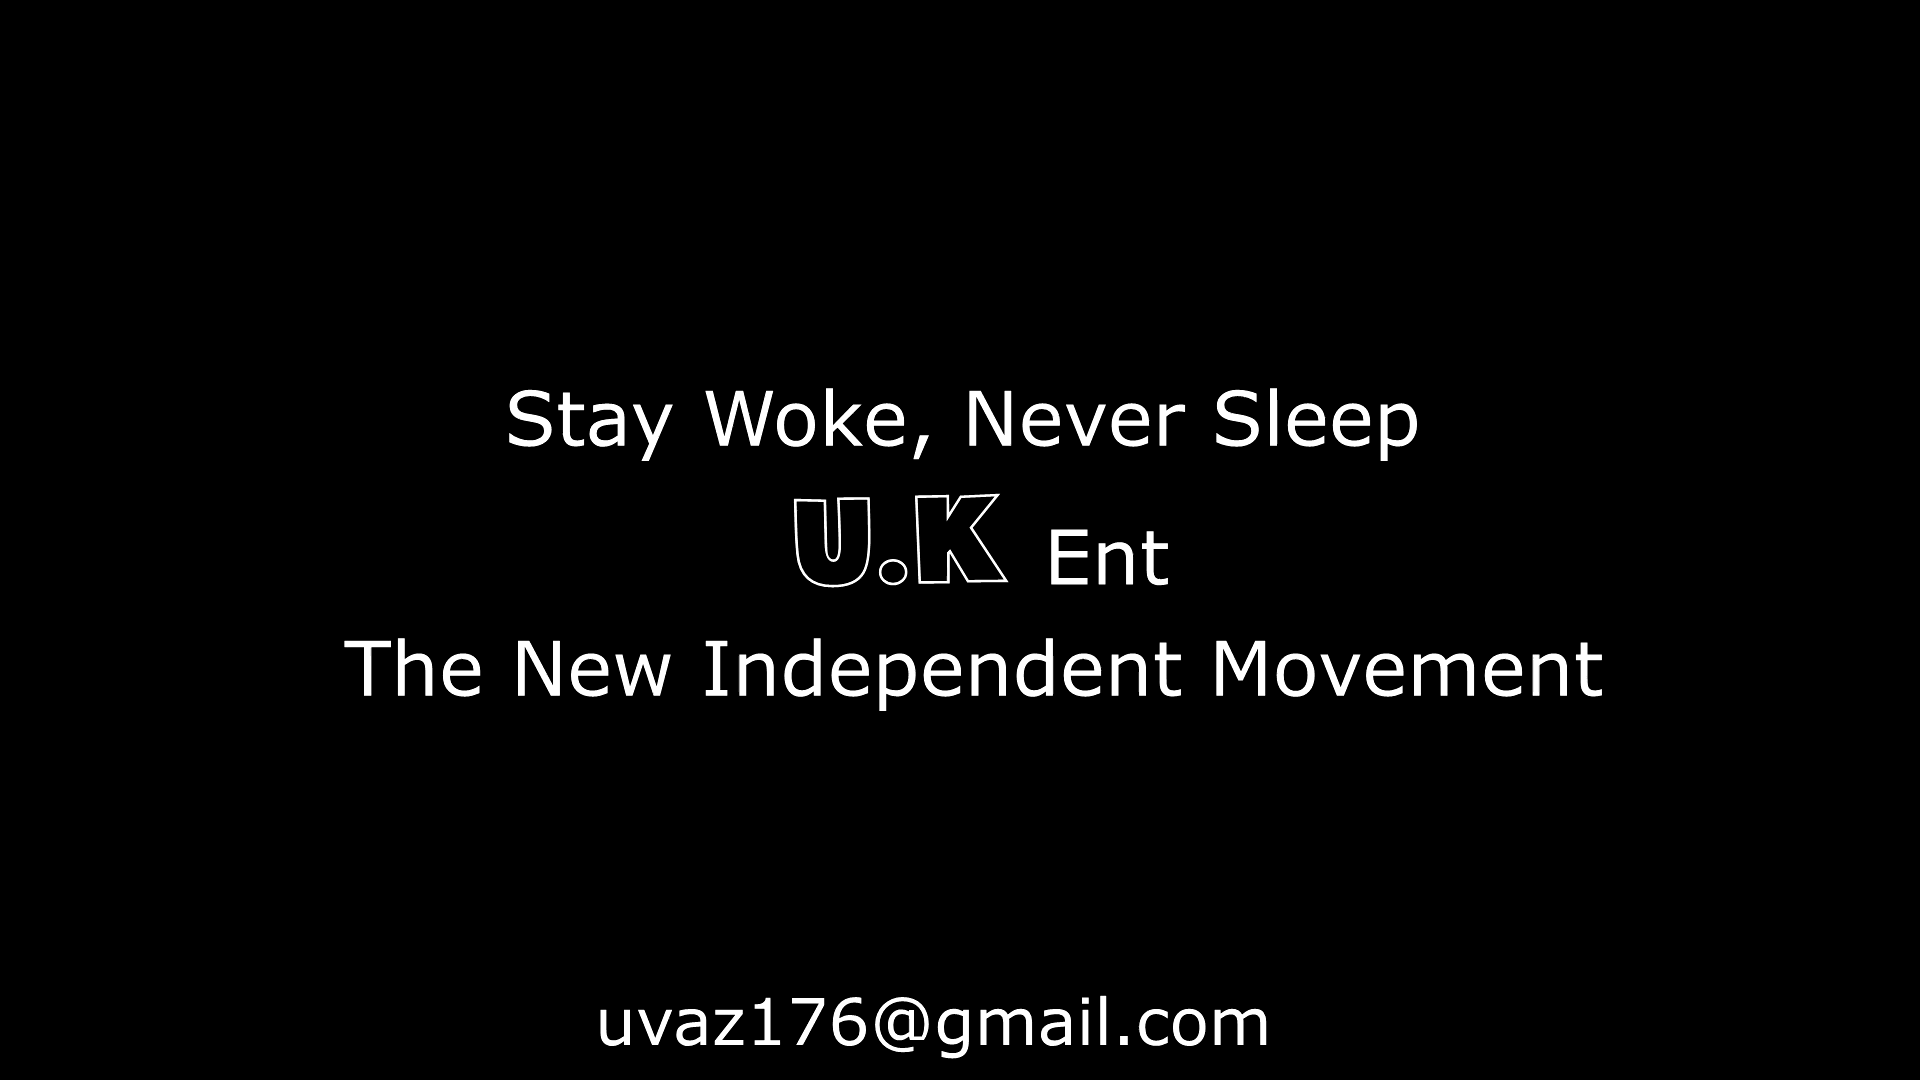 Stay Woke, Never Sleep
U.K Ent
The New Independent Movement
uvaz176@gmail.com